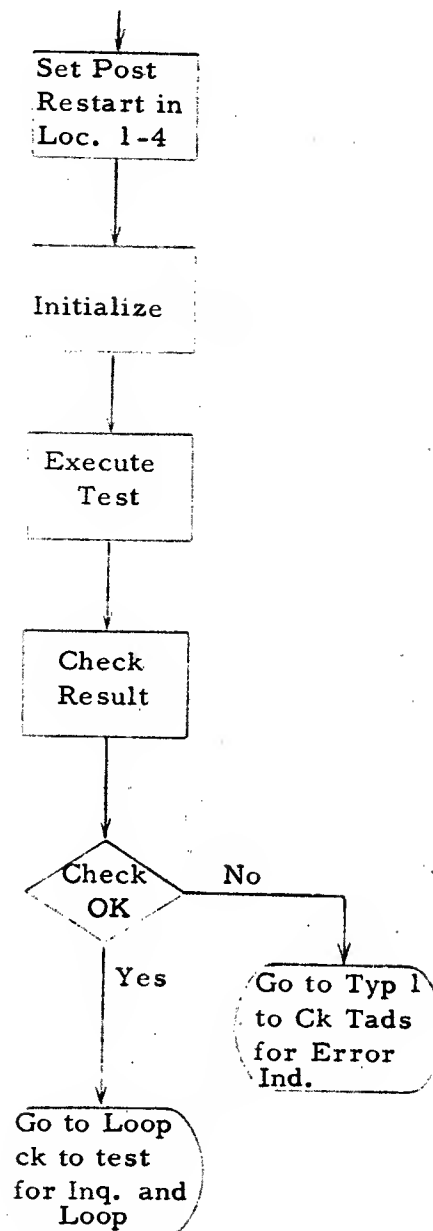 Set Post
Restart in
Loc. 1-4
Initialize
Execute
Test
Check
Result
Check
OK
No
Yes
Go to Typ 1
to Ck Tads
for Error
Ind.
Go to Loop
ck to test
for Inq. and
Loop